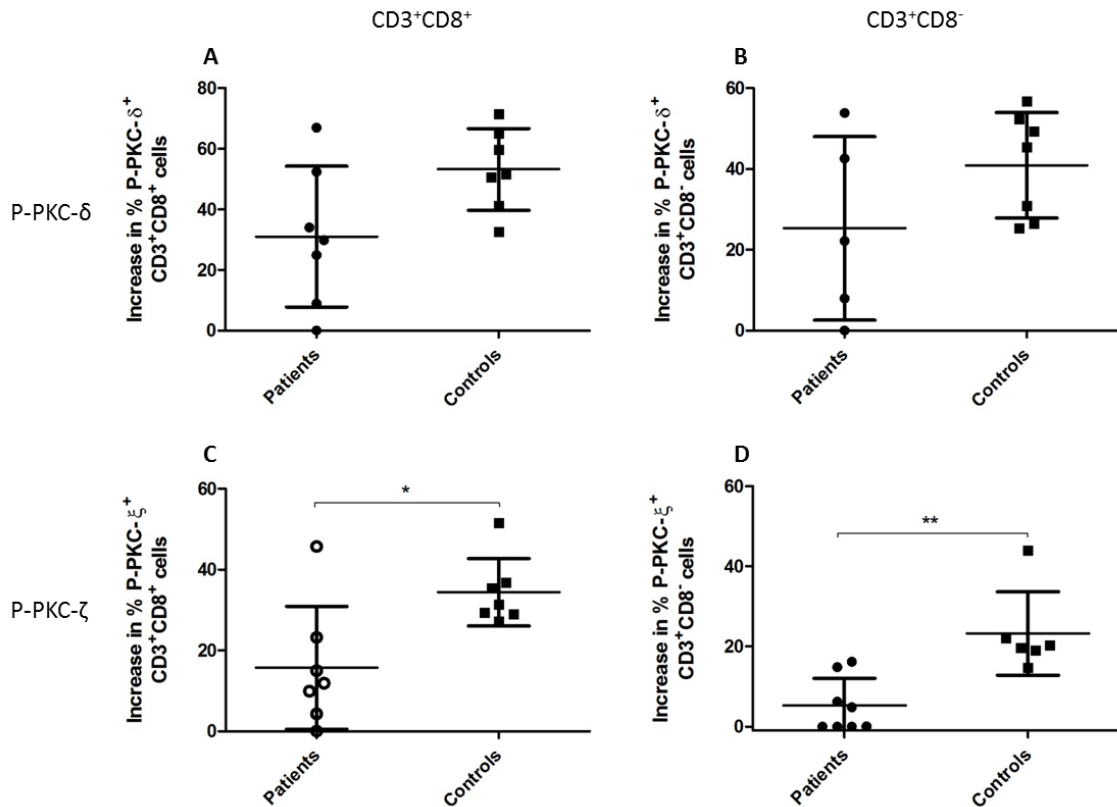 CD3⁺CD8⁺
CD3⁺CD8⁻
P-PKC-δ
A
Increase in % P-PKC-δ⁺
CD3⁺CD8⁺ cells
80
60
40
20
0
Patients
Controls
B
Increase in % P-PKC-δ⁺
CD3⁺CD8⁻ cells
60
40
20
0
Patients
Controls
P-PKC-ζ
C
Increase in % P-PKC-ξ⁺
CD3⁺CD8⁺ cells
60
40
20
0
*
Patients
Controls
D
Increase in % P-PKC-ξ⁺
CD3⁺CD8⁻ cells
60
40
20
0
**
Patients
Controls